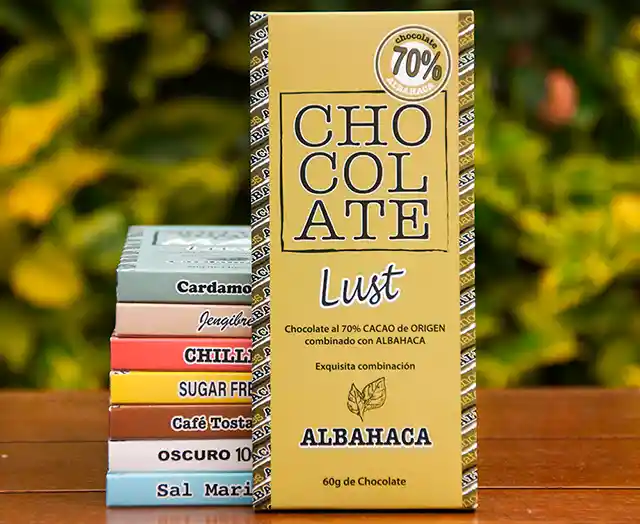 chocolate
70%
ALBAHACA
CHO
COL
ATE
Lust
Chocolate al 70% CACAO de ORIGEN
combinado con ALBAHACA
Exquisita combinación
ALBAHACA
60g de Chocolate
Cardamo
Jengibre
CHILL
SUGAR FRE
Café Tosta
OSCURO 10
Sal Mari